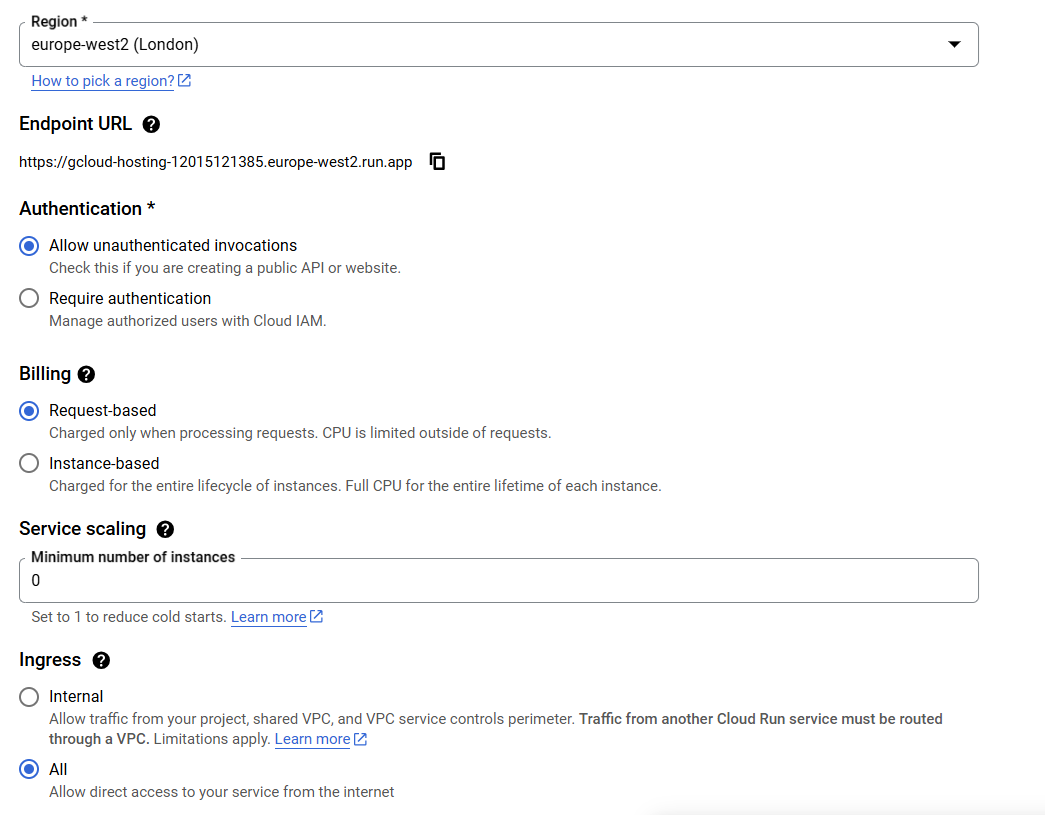 Region *
europe-west2 (London)
How to pick a region?
Endpoint URL
https://gcloud-hosting-12015121385.europe-west2.run.app
Authentication *
Allow unauthenticated invocations
Check this if you are creating a public API or website.
Require authentication
Manage authorized users with Cloud IAM.
Billing
Request-based
Charged only when processing requests. CPU is limited outside of requests.
Instance-based
Charged for the entire lifecycle of instances. Full CPU for the entire lifetime of each instance.
Service scaling
Minimum number of instances
0
Set to 1 to reduce cold starts. Learn more
Ingress
Internal
Allow traffic from your project, shared VPC, and VPC service controls perimeter. Traffic from another Cloud Run service must be routed
through a VPC. Limitations apply. Learn more
All
Allow direct access to your service from the internet